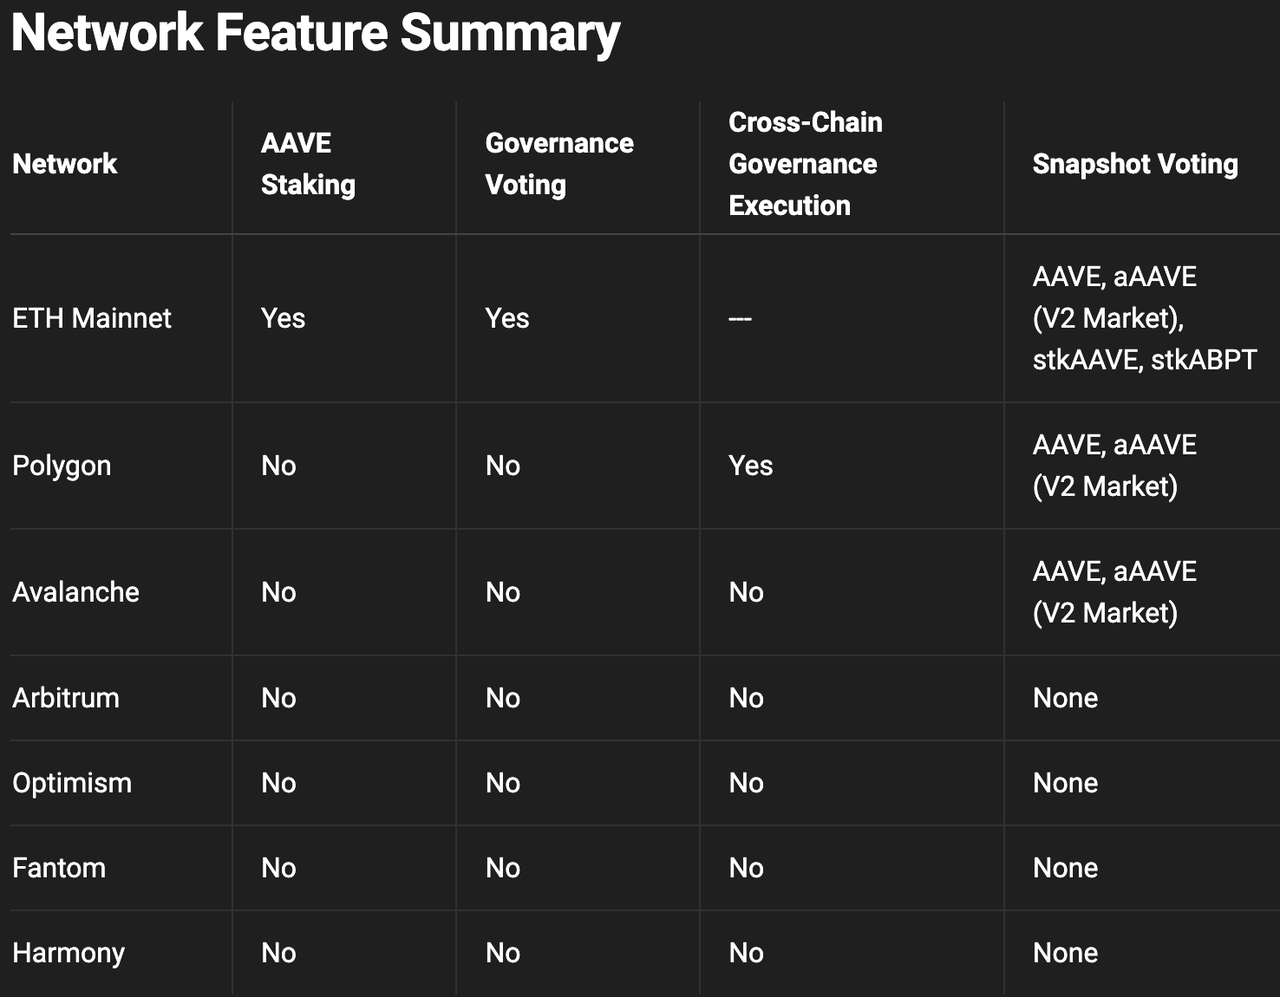 Network Feature Summary
Network
AAVE
Staking
Governance
Voting
Cross-Chain
Governance
Execution
Snapshot Voting
ETH Mainnet
Yes
Yes
---
AAVE, aAAVE
(V2 Market),
stkAAVE, stkABPT
Polygon
No
No
Yes
AAVE, aAAVE
(V2 Market)
Avalanche
No
No
No
AAVE, aAAVE
(V2 Market)
Arbitrum
No
No
No
None
Optimism
No
No
No
None
Fantom
No
No
No
None
Harmony
No
No
No
None